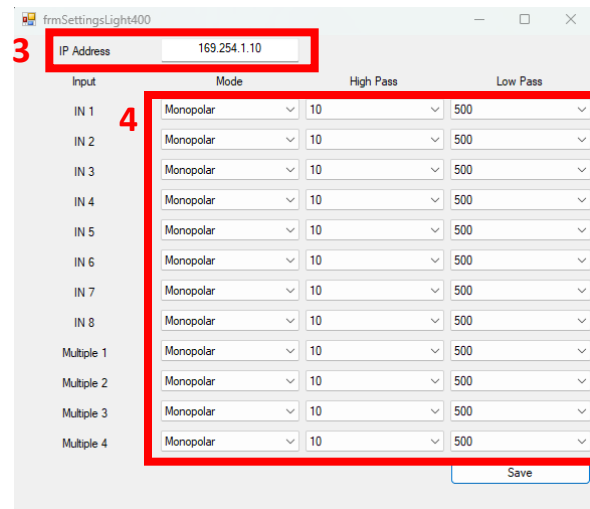 frmSettingsLight400
3 IP Address 169.254.1.10
Input Mode High Pass Low Pass
4
IN 1 Monopolar 10 500
IN 2 Monopolar 10 500
IN 3 Monopolar 10 500
IN 4 Monopolar 10 500
IN 5 Monopolar 10 500
IN 6 Monopolar 10 500
IN 7 Monopolar 10 500
IN 8 Monopolar 10 500
Multiple 1 Monopolar 10 500
Multiple 2 Monopolar 10 500
Multiple 3 Monopolar 10 500
Multiple 4 Monopolar 10 500
Save